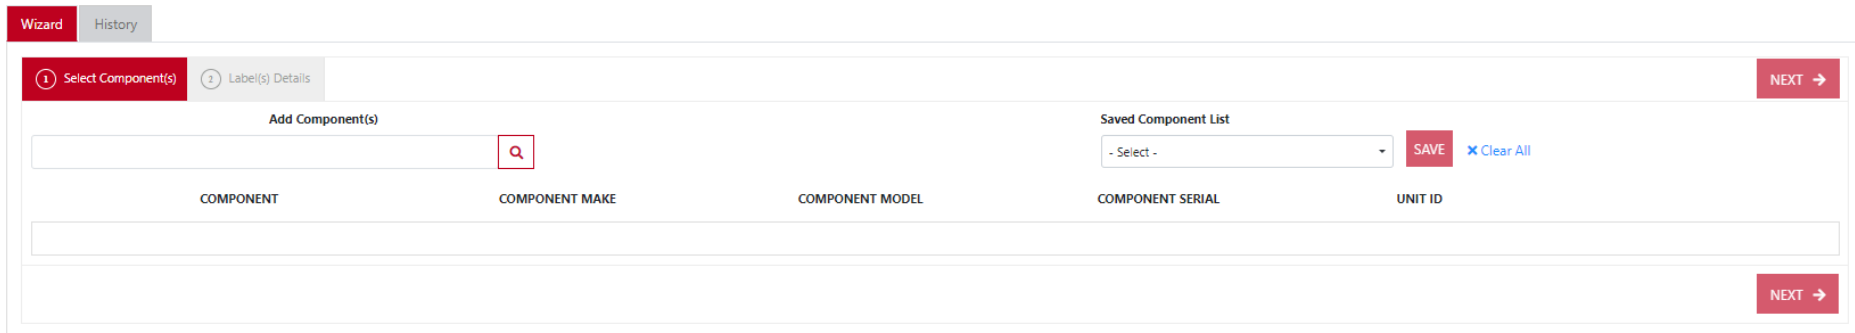 Wizard History
1 Select Component(s) 2 Label(s) Details NEXT
Add Component(s) Saved Component List
- Select - SAVE Clear All
COMPONENT COMPONENT MAKE COMPONENT MODEL COMPONENT SERIAL UNIT ID
NEXT